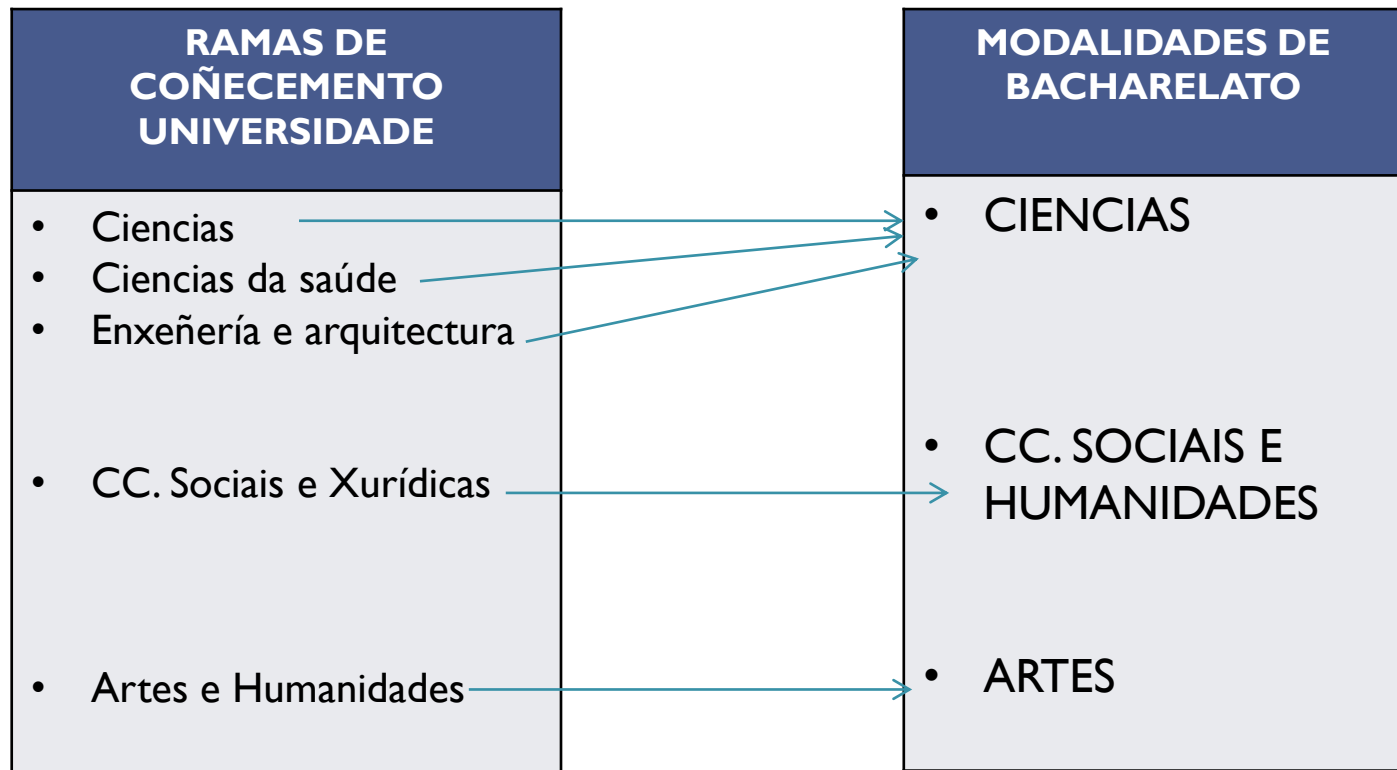 RAMAS DE
COÑECEMENTO
UNIVERSIDADE
• Ciencias
• Ciencias da saúde
• Enxeñería e arquitectura
• CC. Sociais e Xurídicas
• Artes e Humanidades
MODALIDADES DE
BACHARELATO
• CIENCIAS
• CC. SOCIAIS E
HUMANIDADES
• ARTES